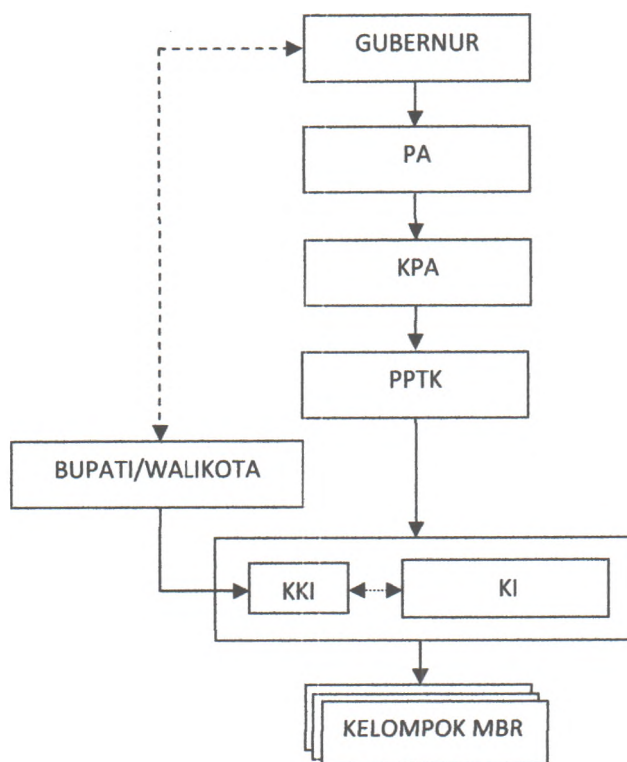 GUBERNUR
PA
KPA
PPTK
BUPATI/WALIKOTA
KKI
KI
KELOMPOK MBR